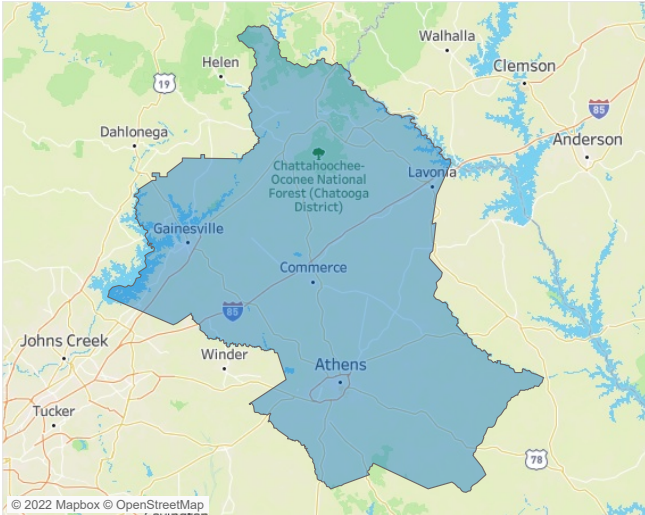 Walhalla
Helen
Clemson
19
85
Dahlonega
Anderson
Chattahoochee-
Oconee National
Forest (Chatooga
District)
Lavonia
Gainesville
Commerce
85
Johns Creek
Winder
Athens
Tucker
78
© 2022 Mapbox © OpenStreetMap